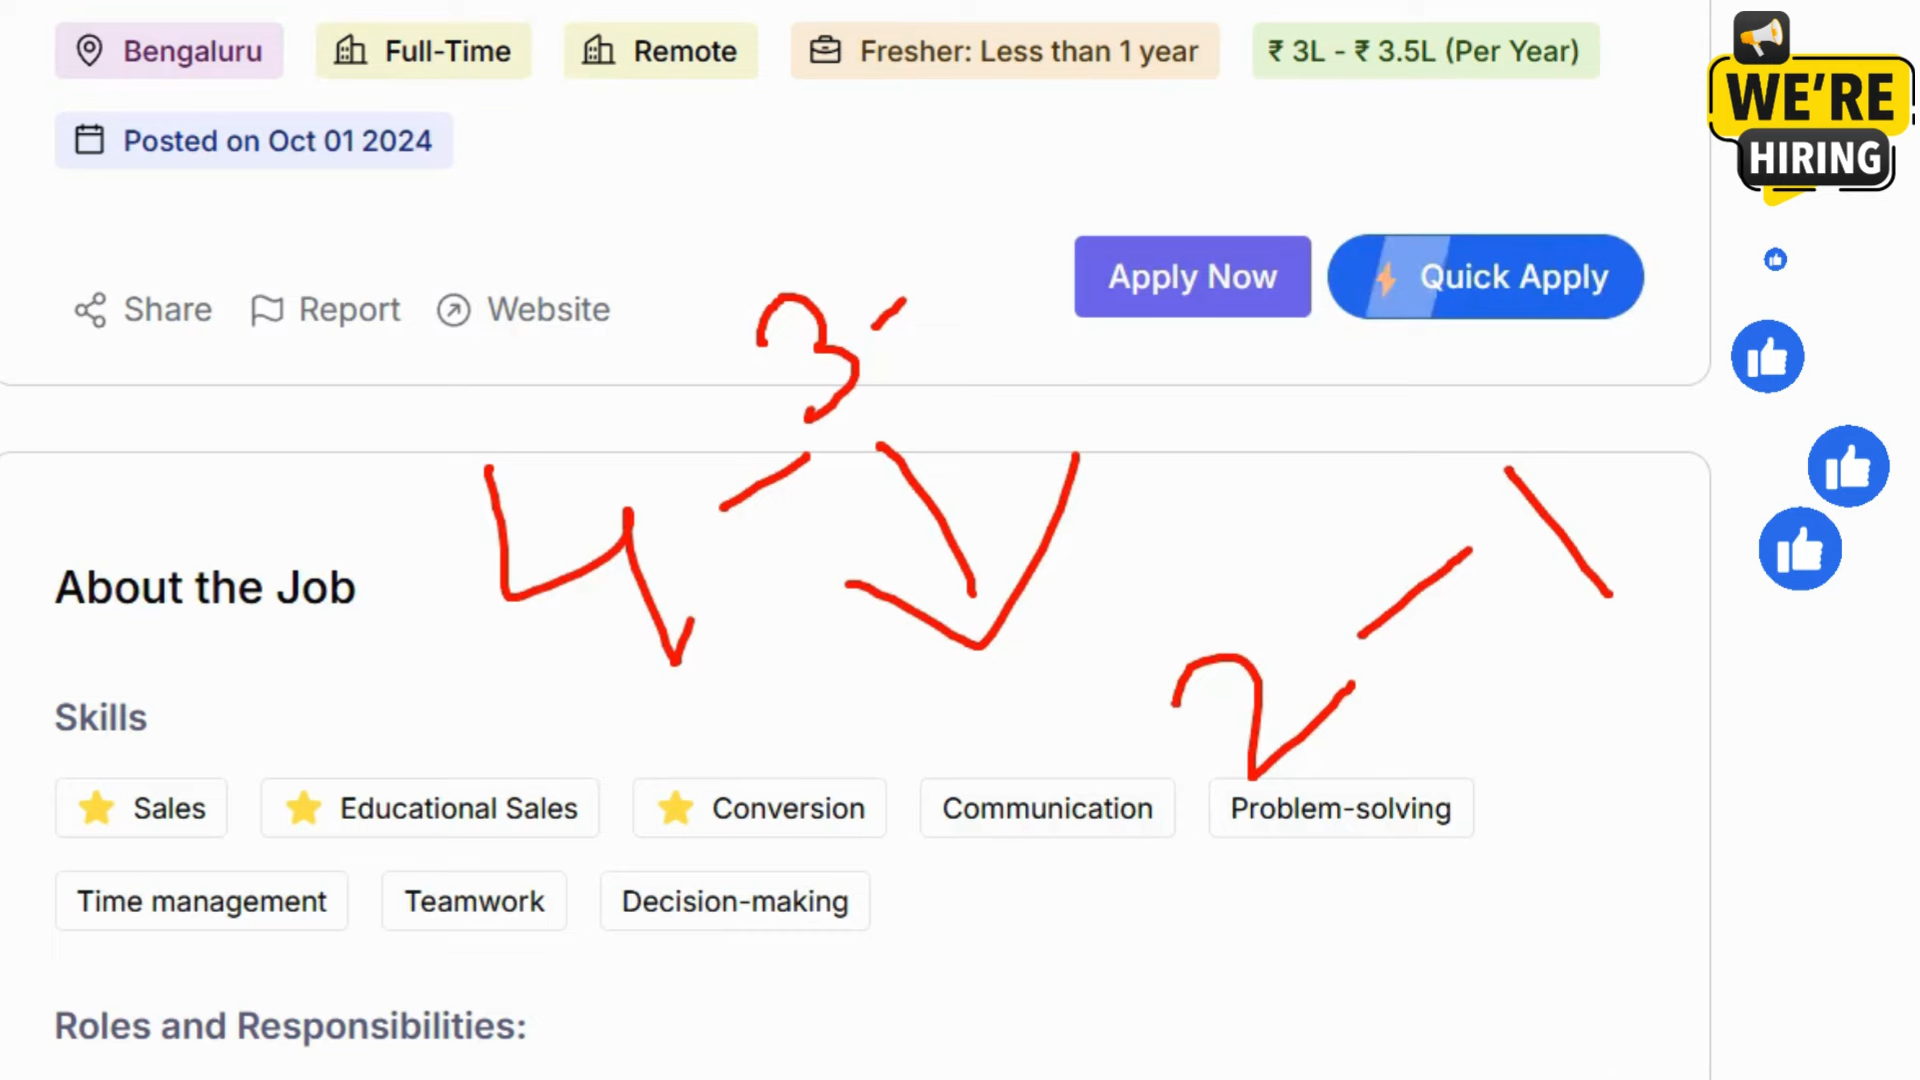 Bengaluru Full-Time Remote Fresher: Less than 1 year ₹ 3L - ₹ 3.5L (Per Year)
WE'RE
HIRING
Posted on Oct 01 2024
Share Report Website Apply Now Quick Apply
3
4
2
About the Job
Skills
Sales Educational Sales Conversion Communication Problem-solving
Time management Teamwork Decision-making
Roles and Responsibilities: